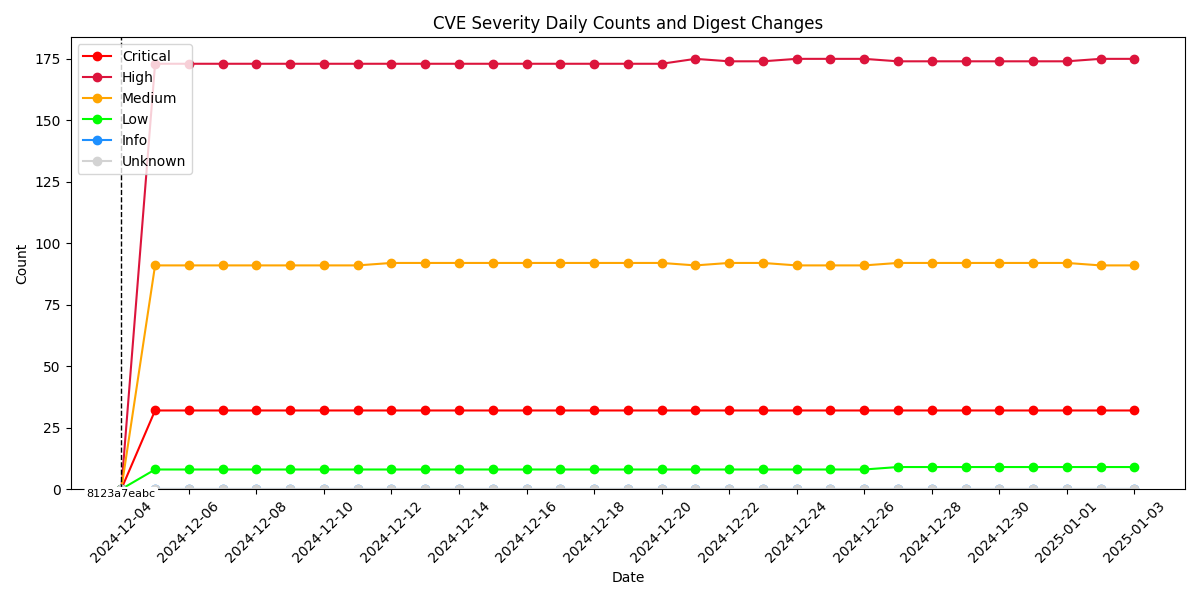 CVE Severity Daily Counts and Digest Changes
Critical
High
Medium
Low
Info
Unknown
175
150
125
100
75
50
25
0
Count
8123a7eabc
2024-12-04
2024-12-06
2024-12-08
2024-12-10
2024-12-12
2024-12-14
2024-12-16
2024-12-18
2024-12-20
2024-12-22
2024-12-24
2024-12-26
2024-12-28
2024-12-30
2025-01-01
2025-01-03
Date